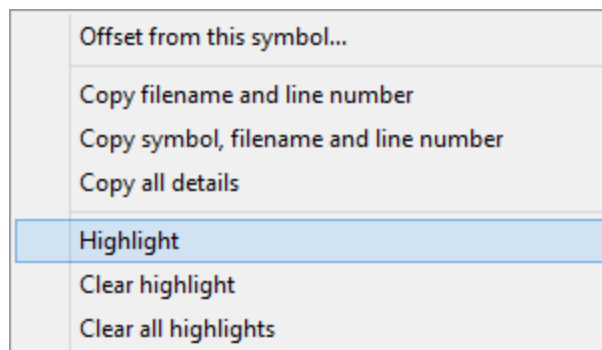 Offset from this symbol...
Copy filename and line number
Copy symbol, filename and line number
Copy all details
Highlight
Clear highlight
Clear all highlights